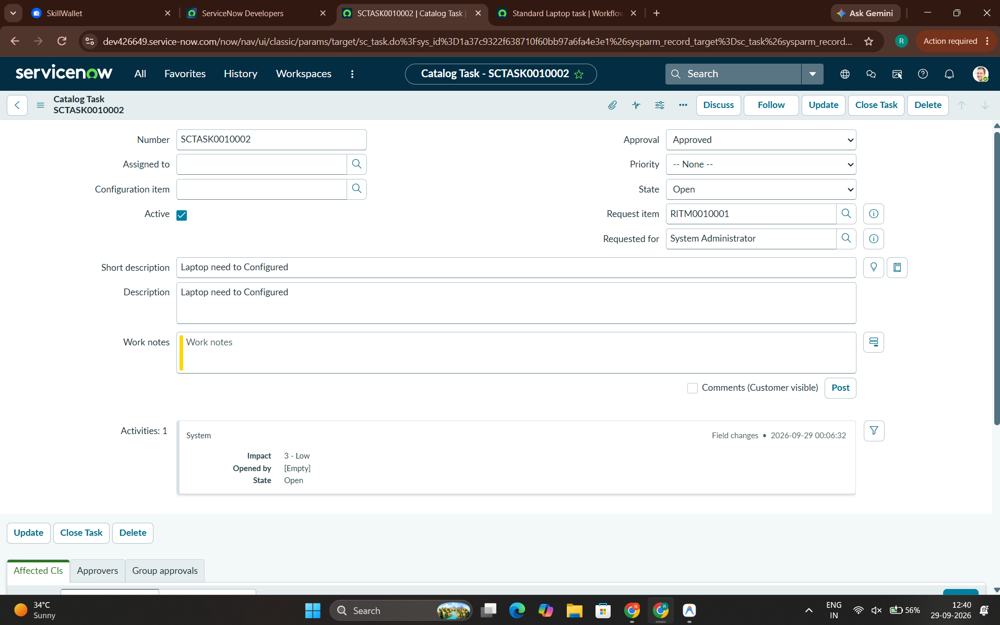 SkillWallet
ServiceNow Developers
SCTASK0010002 | Catalog Task |
Standard Laptop task | Workflow
Ask Gemini
dev426649.service-now.com/now/nav/ui/classic/params/target/sc_task.do%3Fsys_id%3D1a37c9322f638710f60bb97a6fa4e3e1%26sysparm_record_target%3Dsc_task%26sysparm_record...
R
Action required
servicenow
All
Favorites
History
Workspaces
Catalog Task - SCTASK0010002
Search
Catalog Task
SCTASK0010002
Discuss
Follow
Update
Close Task
Delete
Number
SCTASK0010002
Approval
Approved
Assigned to
Priority
-- None --
Configuration item
State
Open
Active
Request item
RITM0010001
Requested for
System Administrator
Short description
Laptop need to Configured
Description
Laptop need to Configured
Work notes
Work notes
Comments (Customer visible)
Post
Activities: 1
System
Field changes • 2026-09-29 00:06:32
Impact
3 - Low
Opened by
[Empty]
State
Open
Update
Close Task
Delete
Affected CIs
Approvers
Group approvals
34°C
Sunny
Search
N
R
ENG
IN
56%
12:40
29-09-2026